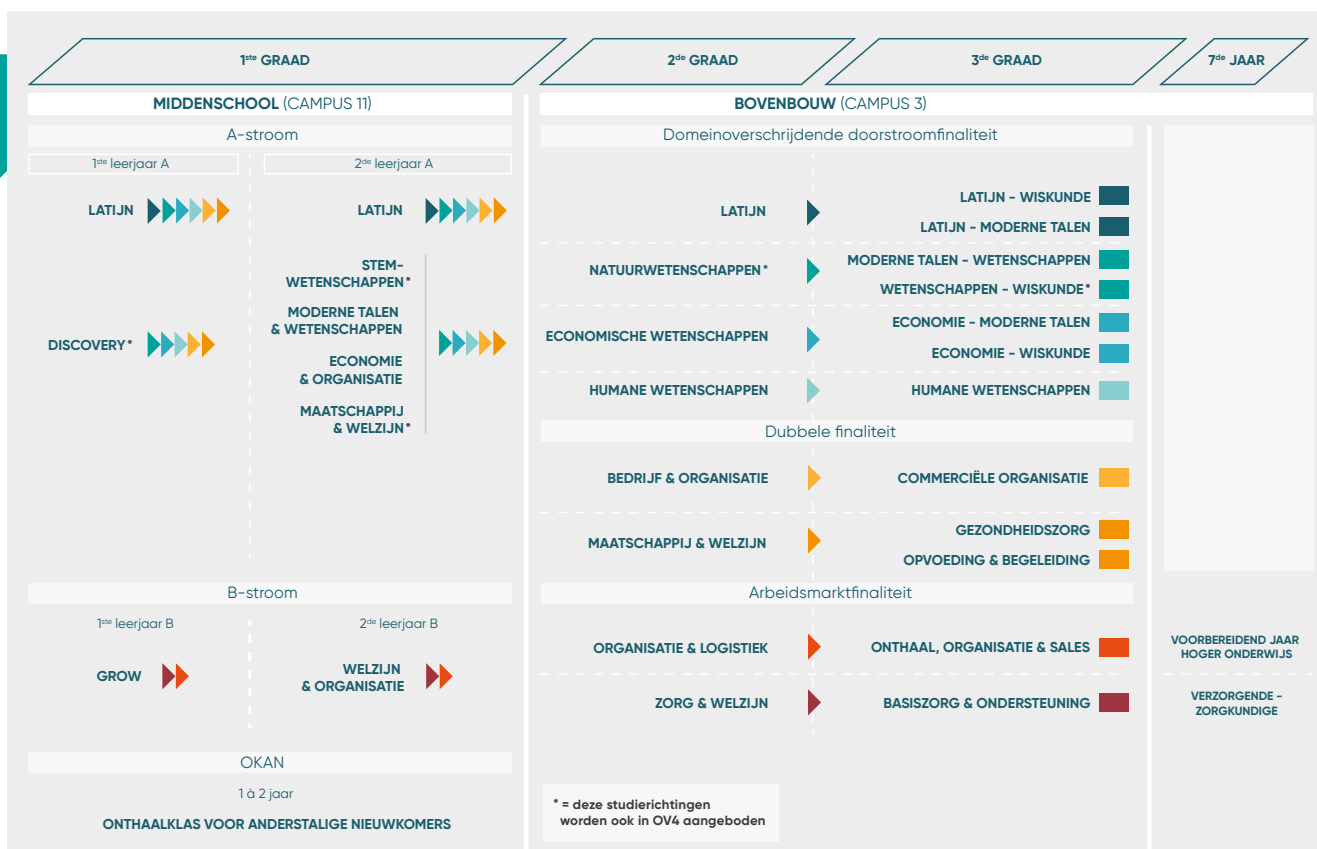 1ste GRAAD
2de GRAAD
3de GRAAD
7de JAAR
MIDDENSCHOOL (CAMPUS 11)
BOVENBOUW (CAMPUS 3)
A-stroom
1ste leerjaar A
2de leerjaar A
LATIJN
LATIJN
STEM-
WETENSCHAPPEN*
MODERNE TALEN
& WETENSCHAPPEN
DISCOVERY*
ECONOMIE
& ORGANISATIE
MAATSCHAPPIJ
& WELZIJN*
B-stroom
1ste leerjaar B
2de leerjaar B
GROW
WELZIJN
& ORGANISATIE
OKAN
1 à 2 jaar
ONTHAALKLAS VOOR ANDERSTALIGE NIEUWKOMERS
Domeinoverschrijdende doorstroomfinaliteit
LATIJN
LATIJN - WISKUNDE
LATIJN - MODERNE TALEN
NATUURWETENSCHAPPEN*
MODERNE TALEN - WETENSCHAPPEN
WETENSCHAPPEN - WISKUNDE*
ECONOMISCHE WETENSCHAPPEN
ECONOMIE - MODERNE TALEN
ECONOMIE - WISKUNDE
HUMANE WETENSCHAPPEN
HUMANE WETENSCHAPPEN
Dubbele finaliteit
BEDRIJF & ORGANISATIE
COMMERCIËLE ORGANISATIE
MAATSCHAPPIJ & WELZIJN
GEZONDHEIDSZORG
OPVOEDING & BEGELEIDING
Arbeidsmarktfinaliteit
ORGANISATIE & LOGISTIEK
ONTHAAL, ORGANISATIE & SALES
VOORBEREIDEND JAAR
HOGER ONDERWIJS
ZORG & WELZIJN
BASISZORG & ONDERSTEUNING
VERZORGENDE -
ZORGKUNDIGE
* = deze studierichtingen
worden ook in OV4 aangeboden